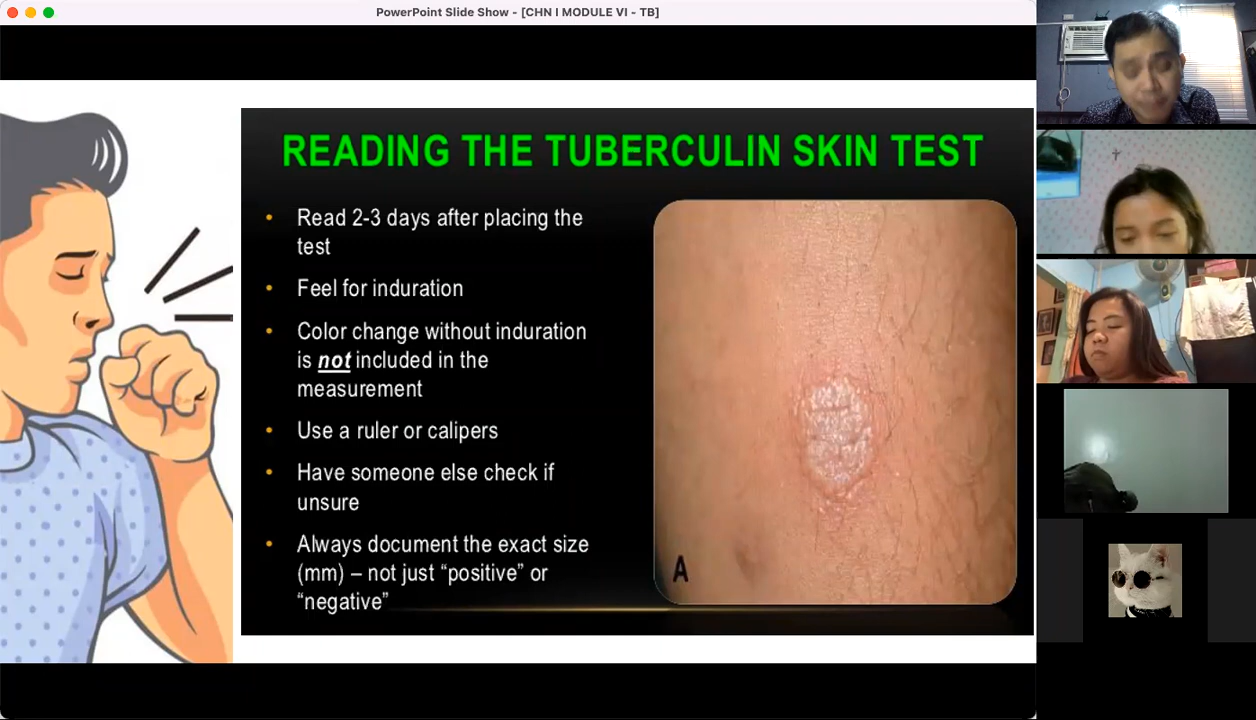 PowerPoint Slide Show - [CHN I MODULE VI - TB]
READING THE TUBERCULIN SKIN TEST
• Read 2-3 days after placing the
test
• Feel for induration
• Color change without induration
is not included in the
measurement
• Use a ruler or calipers
• Have someone else check if
unsure
• Always document the exact size
(mm) – not just “positive” or
“negative”
A